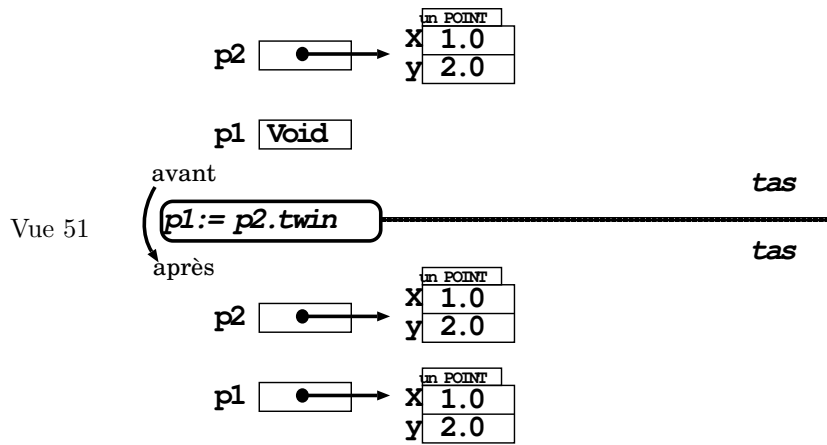 un POINT
p2 x 1.0
y 2.0
p1 Void
avant
tas
Vue 51 p1:= p2.twin
tas
après
un POINT
p2 x 1.0
y 2.0
un POINT
p1 x 1.0
y 2.0